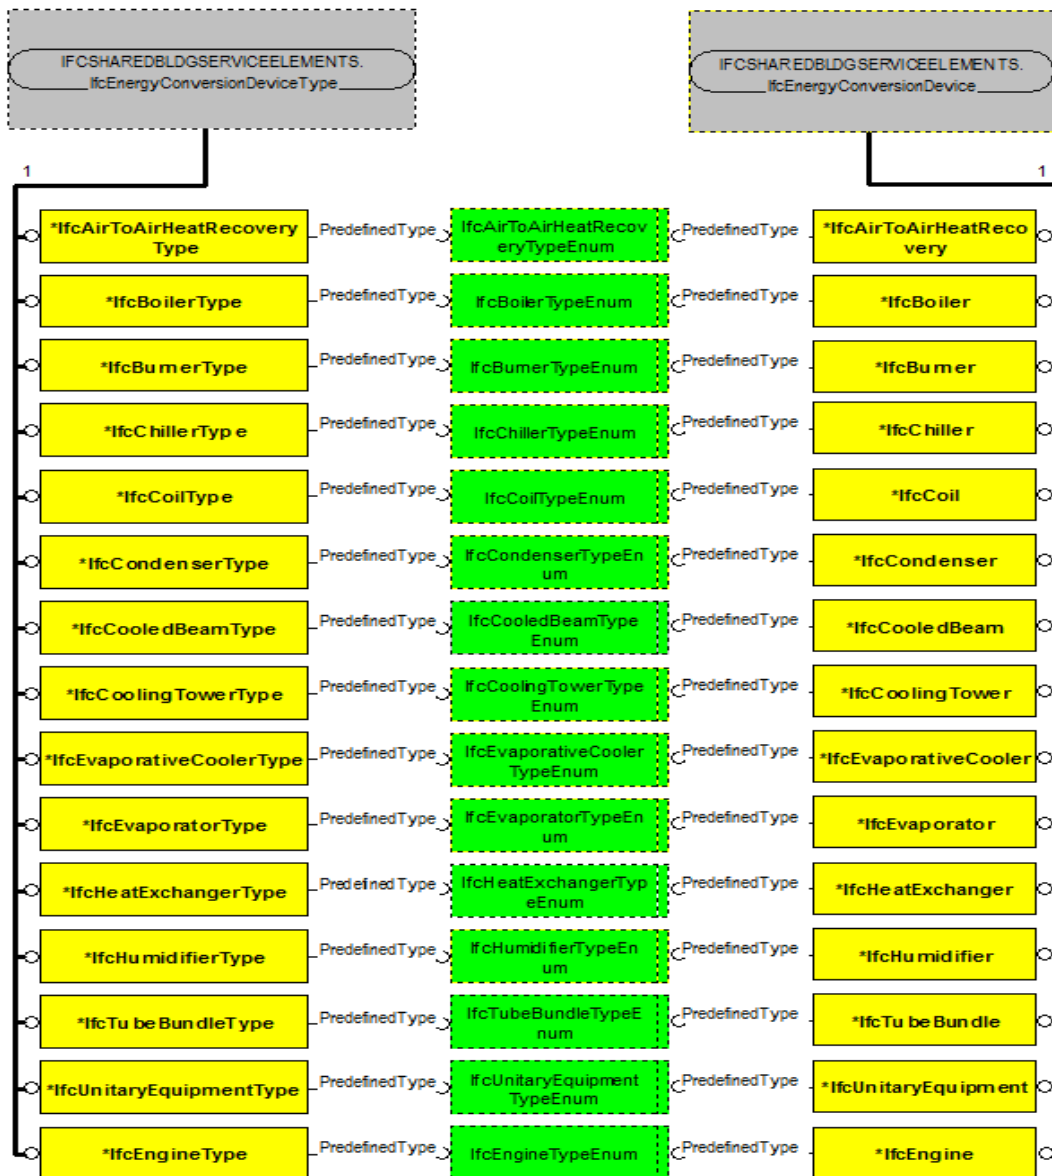 IFCSHAREDBLDGSERVICEELEMENTS.
IfcEnergyConversionDeviceType
IFCSHAREDBLDGSERVICEELEMENTS.
IfcEnergyConversionDevice
1
1
*IfcAirToAirHeatRecovery
Type
PredefinedType
IfcAirToAirHeatRecov
eryTypeEnum
PredefinedType
*IfcAirToAirHeatReco
very
*IfcBoilerType
PredefinedType
IfcBoilerTypeEnum
PredefinedType
*IfcBoiler
*IfcBurnerType
PredefinedType
IfcBurnerTypeEnum
PredefinedType
*IfcBurner
*IfcChillerType
PredefinedType
IfcChillerTypeEnum
PredefinedType
*IfcChiller
*IfcCoilType
PredefinedType
IfcCoilTypeEnum
PredefinedType
*IfcCoil
*IfcCondenserType
PredefinedType
IfcCondenserTypeEn
um
PredefinedType
*IfcCondenser
*IfcCooledBeamType
PredefinedType
IfcCooledBeamType
Enum
PredefinedType
*IfcCooledBeam
*IfcCoolingTowerType
PredefinedType
IfcCoolingTowerType
Enum
PredefinedType
*IfcCoolingTower
*IfcEvaporativeCoolerType
PredefinedType
IfcEvaporativeCooler
TypeEnum
PredefinedType
*IfcEvaporativeCooler
*IfcEvaporatorType
PredefinedType
IfcEvaporatorTypeEn
um
PredefinedType
*IfcEvaporator
*IfcHeatExchangerType
PredefinedType
IfcHeatExchangerTyp
eEnum
PredefinedType
*IfcHeatExchanger
*IfcHumidifierType
PredefinedType
IfcHumidifierTypeEn
um
PredefinedType
*IfcHumidifier
*IfcTubeBundleType
PredefinedType
IfcTubeBundleTypeE
num
PredefinedType
*IfcTubeBundle
*IfcUnitaryEquipmentType
PredefinedType
IfcUnitaryEquipment
TypeEnum
PredefinedType
*IfcUnitaryEquipment
*IfcEngineType
PredefinedType
IfcEngineTypeEnum
PredefinedType
*IfcEngine